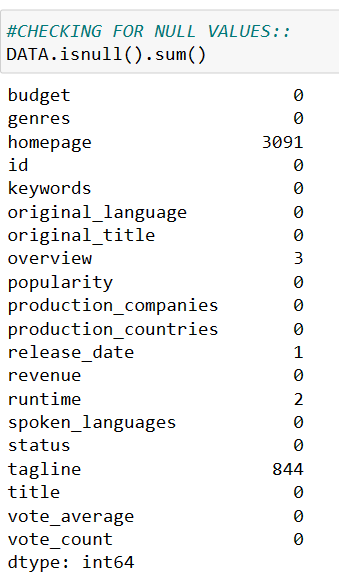 #CHECKING FOR NULL VALUES::
DATA.isnull().sum()
budget 0
genres 0
homepage 3091
id 0
keywords 0
original_language 0
original_title 0
overview 3
popularity 0
production_companies 0
production_countries 0
release_date 1
revenue 0
runtime 2
spoken_languages 0
status 0
tagline 844
title 0
vote_average 0
vote_count 0
dtype: int64